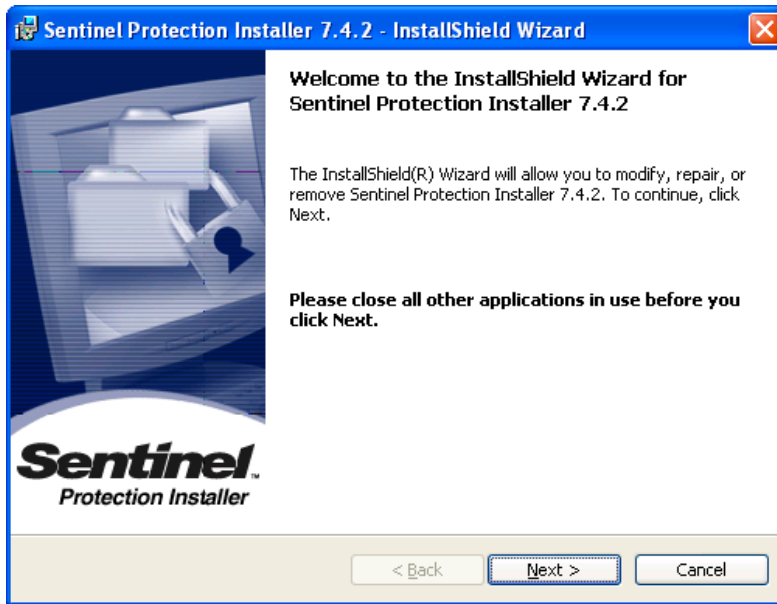 Sentinel Protection Installer 7.4.2 - InstallShield Wizard
Welcome to the InstallShield Wizard for
Sentinel Protection Installer 7.4.2
The InstallShield(R) Wizard will allow you to modify, repair, or
remove Sentinel Protection Installer 7.4.2. To continue, click
Next.
Please close all other applications in use before you
click Next.
Sentinel™
Protection Installer
< Back
Next >
Cancel